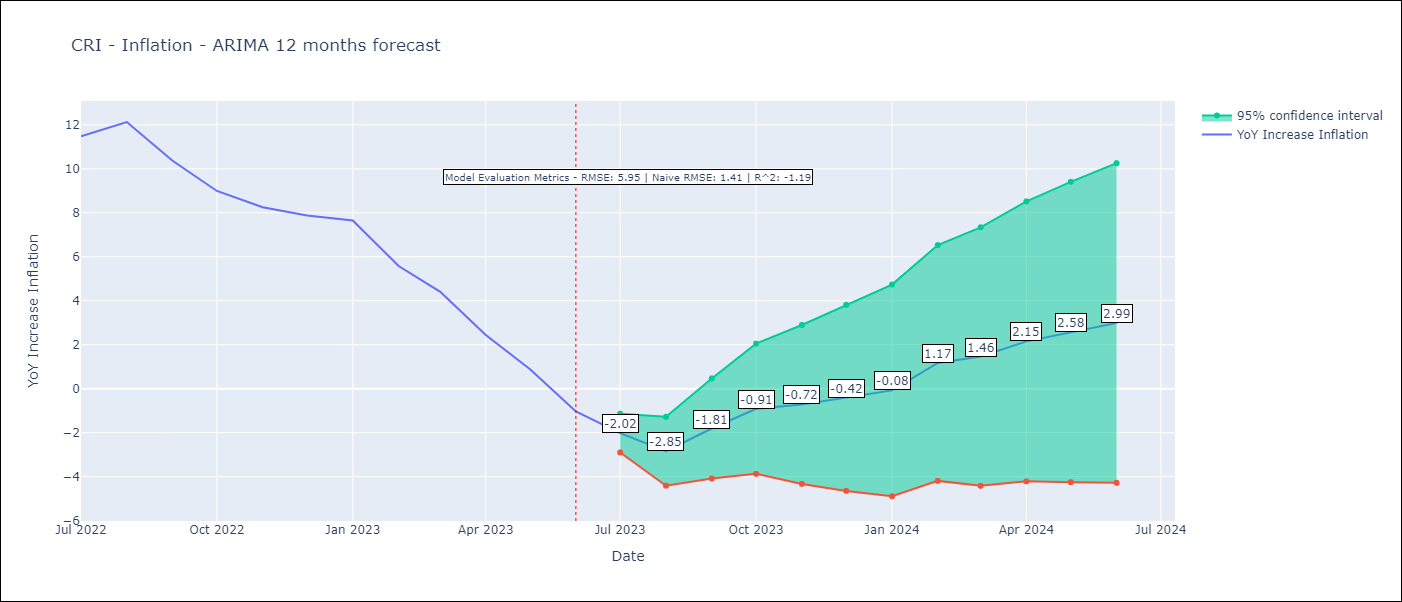 CRI - Inflation - ARIMA 12 months forecast
95% confidence interval
YoY Increase Inflation
Model Evaluation Metrics - RMSE: 5.95 | Naive RMSE: 1.41 | R^2: -1.19
YoY Increase Inflation
12
10
8
6
4
2
0
−2
−4
−6
-2.02
-2.85
-1.81
-0.91
-0.72
-0.42
-0.08
1.17
1.46
2.15
2.58
2.99
Jul 2022
Oct 2022
Jan 2023
Apr 2023
Jul 2023
Oct 2023
Jan 2024
Apr 2024
Jul 2024
Date